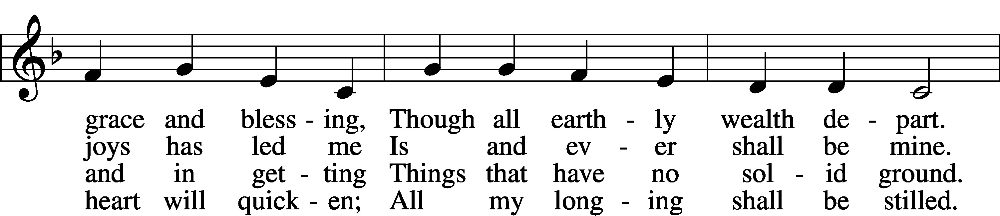 grace and bless - ing, Though all earth - ly wealth de - part.
joys has led me Is and ev - er shall be mine.
and in get - ting Things that have no sol - id ground.
heart will quick - en; All my long - ing shall be stilled.